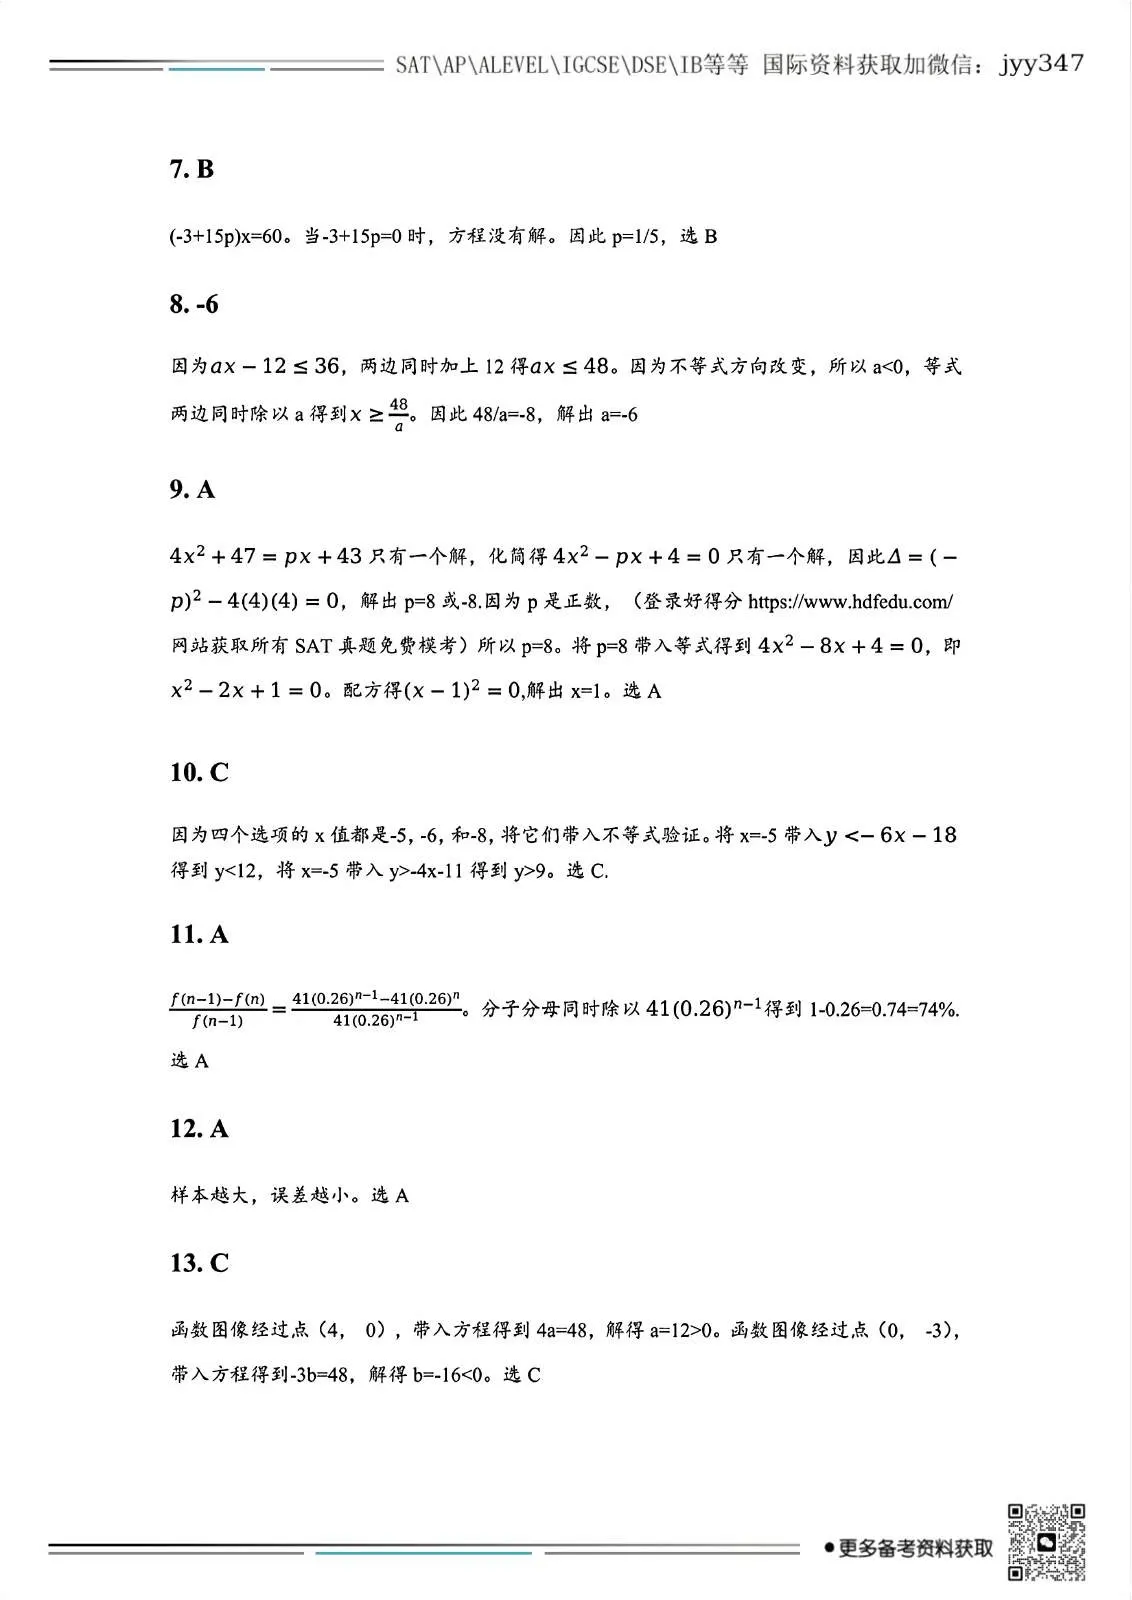 SAT\AP\ALEVEL\IGCSE\DSE\IB等等 国际资料获取加微信：jyy347
7. B
(-3+15p)x=60。当-3+15p=0 时，方程没有解。因此 p=1/5，选 B
8. -6
因为ax − 12 ≤ 36，两边同时加上 12 得ax ≤ 48。因为不等式方向改变，所以 a<0，等式
两边同时除以 a 得到x ≥ 48/a。因此 48/a=-8，解出 a=-6
9. A
4x² + 47 = px + 43 只有一个解，化简得 4x² − px + 4 = 0 只有一个解，因此Δ = (−
p)² − 4(4)(4) = 0，解出 p=8 或-8.因为 p 是正数，（登录好得分 https://www.hdfedu.com/
网站获取所有 SAT 真题免费模考）所以 p=8。将 p=8 带入等式得到 4x² − 8x + 4 = 0，即
x² − 2x + 1 = 0。配方得(x − 1)² = 0,解出 x=1。选 A
10. C
因为四个选项的 x 值都是-5, -6, 和-8, 将它们带入不等式验证。将 x=-5 带入y <− 6x − 18
得到 y<12，将 x=-5 带入 y>-4x-11 得到 y>9。选 C.
11. A
f(n−1)−f(n)/f(n−1) = 41(0.26)ⁿ⁻¹−41(0.26)ⁿ/41(0.26)ⁿ⁻¹。分子分母同时除以 41(0.26)ⁿ⁻¹得到 1-0.26=0.74=74%.
选 A
12. A
样本越大，误差越小。选 A
13. C
函数图像经过点（4， 0），带入方程得到 4a=48，解得 a=12>0。函数图像经过点（0， -3），
带入方程得到-3b=48，解得 b=-16<0。选 C
●更多备考资料获取